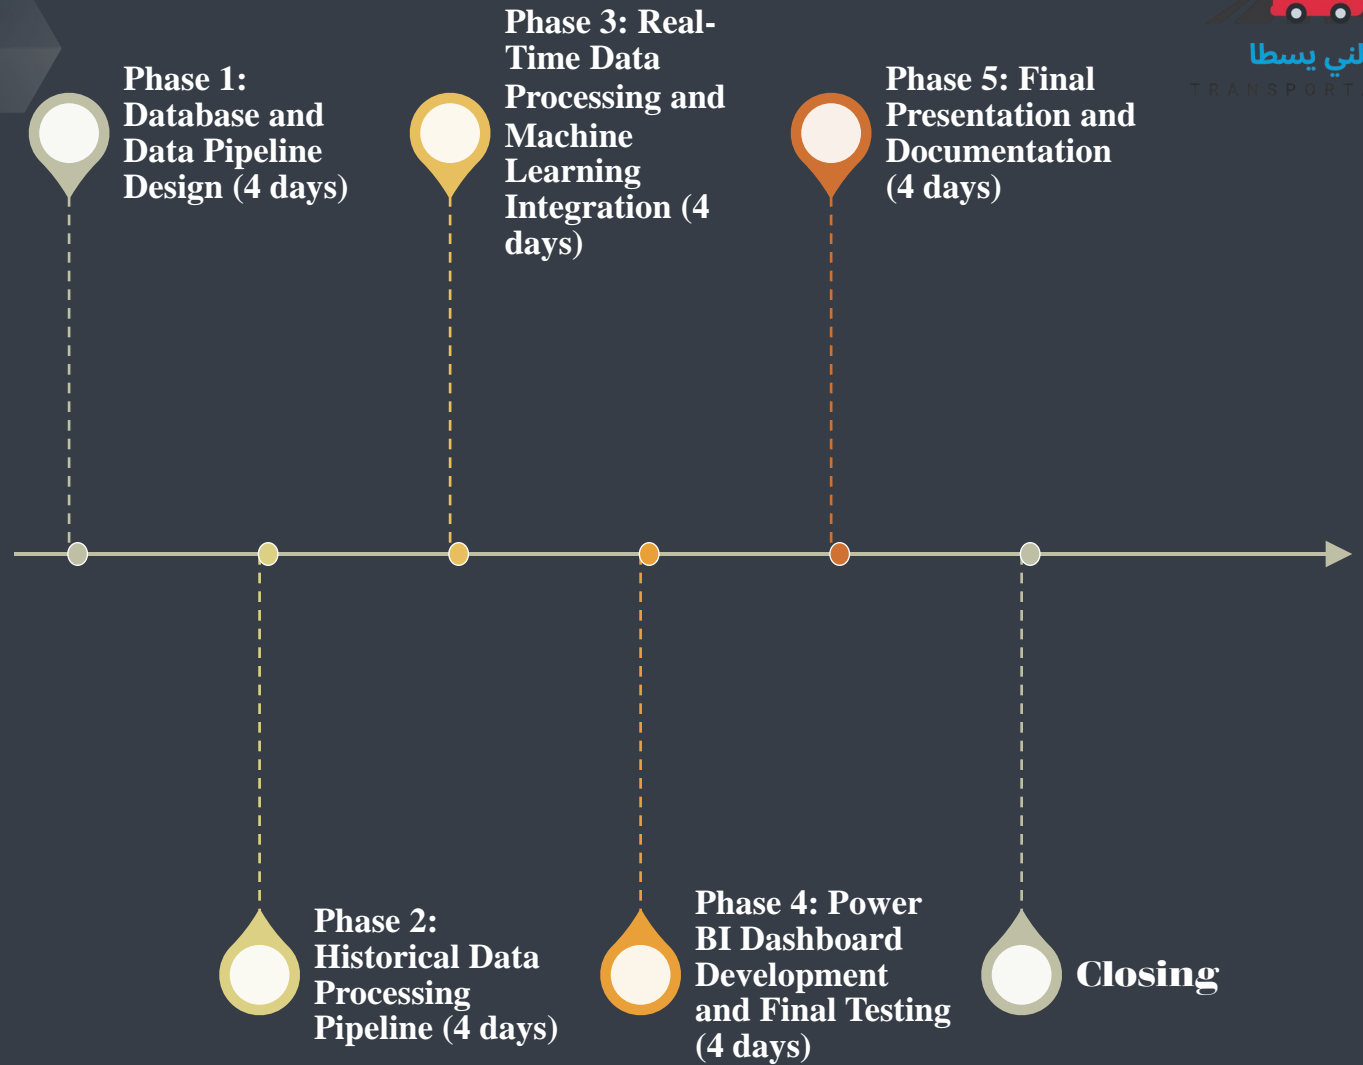 Phase 1:
Database and
Data Pipeline
Design (4 days)
Phase 3: Real-
Time Data
Processing and
Machine
Learning
Integration (4
days)
Phase 5: Final
Presentation and
Documentation
(4 days)
يسطا
TRANSPORT
Phase 2:
Historical Data
Processing
Pipeline (4 days)
Phase 4: Power
BI Dashboard
Development
and Final Testing
(4 days)
Closing